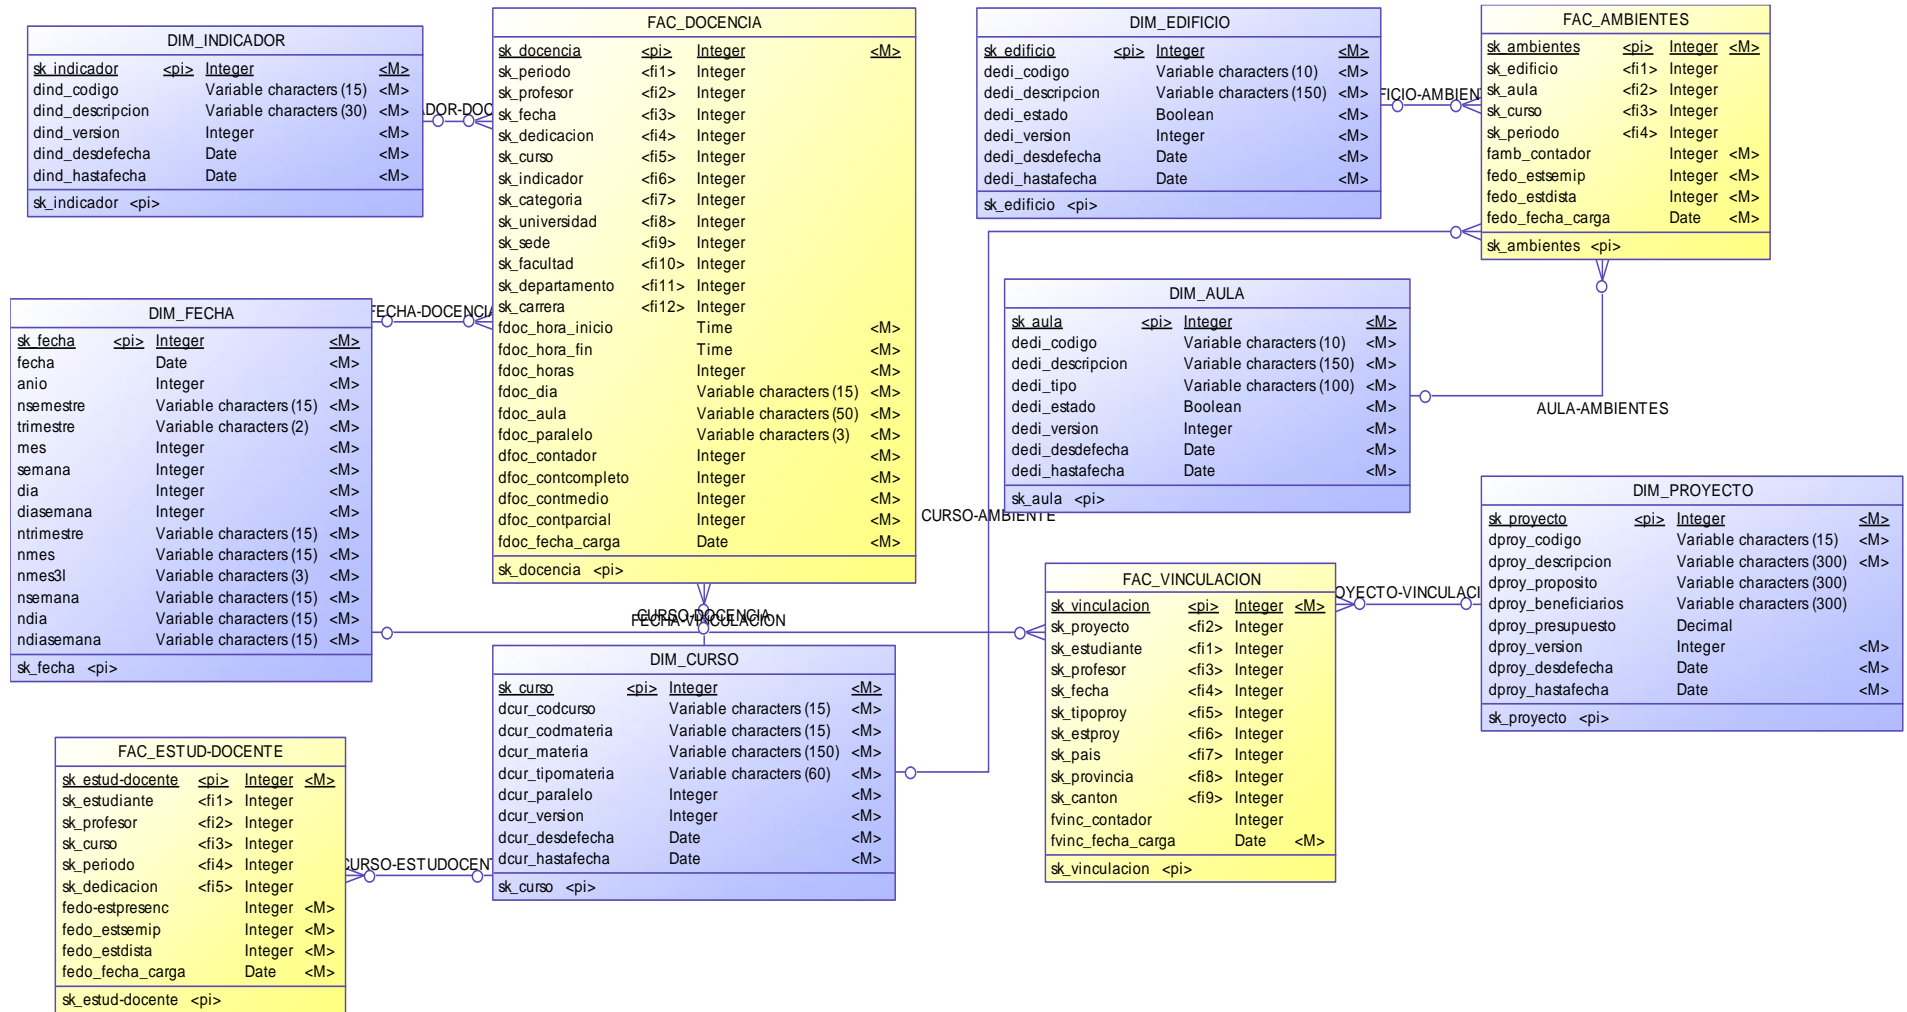 DIM_INDICADOR
sk_indicador <pi> Integer <M>
dind_codigo Variable characters (15) <M>
dind_descripcion Variable characters (30) <M>
dind_version Integer <M>
dind_desdefecha Date <M>
dind_hastafecha Date <M>
sk_indicador <pi>
FAC_DOCENCIA
sk_docencia <pi> Integer <M>
sk_periodo <fi1> Integer
sk_profesor <fi2> Integer
sk_fecha <fi3> Integer
sk_dedicacion <fi4> Integer
sk_curso <fi5> Integer
sk_indicador <fi6> Integer
sk_categoria <fi7> Integer
sk_universidad <fi8> Integer
sk_sede <fi9> Integer
sk_facultad <fi10> Integer
sk_departamento <fi11> Integer
sk_carrera <fi12> Integer
fdoc_hora_inicio Time <M>
fdoc_hora_fin Time <M>
fdoc_horas Integer <M>
fdoc_dia Variable characters (15) <M>
fdoc_aula Variable characters (50) <M>
fdoc_paralelo Variable characters (3) <M>
dfoc_contador Integer <M>
dfoc_contcompleto Integer <M>
dfoc_contmedio Integer <M>
dfoc_contparcial Integer <M>
fdoc_fecha_carga Date <M>
sk_docencia <pi>
DIM_EDIFICIO
sk_edificio <pi> Integer <M>
dedi_codigo Variable characters (10) <M>
dedi_descripcion Variable characters (150) <M>
dedi_estado Boolean <M>
dedi_version Integer <M>
dedi_desdefecha Date <M>
dedi_hastafecha Date <M>
sk_edificio <pi>
FAC_AMBIENTES
sk_ambientes <pi> Integer <M>
sk_edificio <fi1> Integer
sk_aula <fi2> Integer
sk_curso <fi3> Integer
sk_periodo <fi4> Integer
famb_contador Integer <M>
fedo_estsemip Integer <M>
fedo_estdista Integer <M>
fedo_fecha_carga Date <M>
sk_ambientes <pi>
ADOR-DOC
FICIO-AMBIEN
DIM_FECHA
sk_fecha <pi> Integer <M>
fecha Date <M>
anio Integer <M>
nsemestre Variable characters (15) <M>
trimestre Variable characters (2) <M>
mes Integer <M>
semana Integer <M>
dia Integer <M>
diasemana Integer <M>
ntrimestre Variable characters (15) <M>
nmes Variable characters (15) <M>
nmes3l Variable characters (3) <M>
nsemana Variable characters (15) <M>
ndia Variable characters (15) <M>
ndiasemana Variable characters (15) <M>
sk_fecha <pi>
FECHA-DOCENCIA
DIM_AULA
sk_aula <pi> Integer <M>
dedi_codigo Variable characters (10) <M>
dedi_descripcion Variable characters (150) <M>
dedi_tipo Variable characters (100) <M>
dedi_estado Boolean <M>
dedi_version Integer <M>
dedi_desdefecha Date <M>
dedi_hastafecha Date <M>
sk_aula <pi>
AULA-AMBIENTES
CURSO-AMBIENTE
DIM_PROYECTO
sk_proyecto <pi> Integer <M>
dproy_codigo Variable characters (15) <M>
dproy_descripcion Variable characters (300) <M>
dproy_proposito Variable characters (300)
dproy_beneficiarios Variable characters (300)
dproy_presupuesto Decimal
dproy_version Integer <M>
dproy_desdefecha Date <M>
dproy_hastafecha Date <M>
sk_proyecto <pi>
FAC_VINCULACION
sk_vinculacion <pi> Integer <M>
sk_proyecto <fi2> Integer
sk_estudiante <fi1> Integer
sk_profesor <fi3> Integer
sk_fecha <fi4> Integer
sk_tipoproy <fi5> Integer
sk_estproy <fi6> Integer
sk_pais <fi7> Integer
sk_provincia <fi8> Integer
sk_canton <fi9> Integer
fvinc_contador Integer
fvinc_fecha_carga Date <M>
sk_vinculacion <pi>
OYECTO-VINCULACI
CURSO-DOCENCIA
FECHA-VINCULACION
DIM_CURSO
sk_curso <pi> Integer <M>
dcur_codcurso Variable characters (15) <M>
dcur_codmateria Variable characters (15) <M>
dcur_materia Variable characters (150) <M>
dcur_tipomateria Variable characters (60) <M>
dcur_paralelo Integer <M>
dcur_version Integer <M>
dcur_desdefecha Date <M>
dcur_hastafecha Date <M>
sk_curso <pi>
FAC_ESTUD-DOCENTE
sk_estud-docente <pi> Integer <M>
sk_estudiante <fi1> Integer
sk_profesor <fi2> Integer
sk_curso <fi3> Integer
sk_periodo <fi4> Integer
sk_dedicacion <fi5> Integer
fedo-estpresenc Integer <M>
fedo_estsemip Integer <M>
fedo_estdista Integer <M>
fedo_fecha_carga Date <M>
sk_estud-docente <pi>
CURSO-ESTUDOCENT